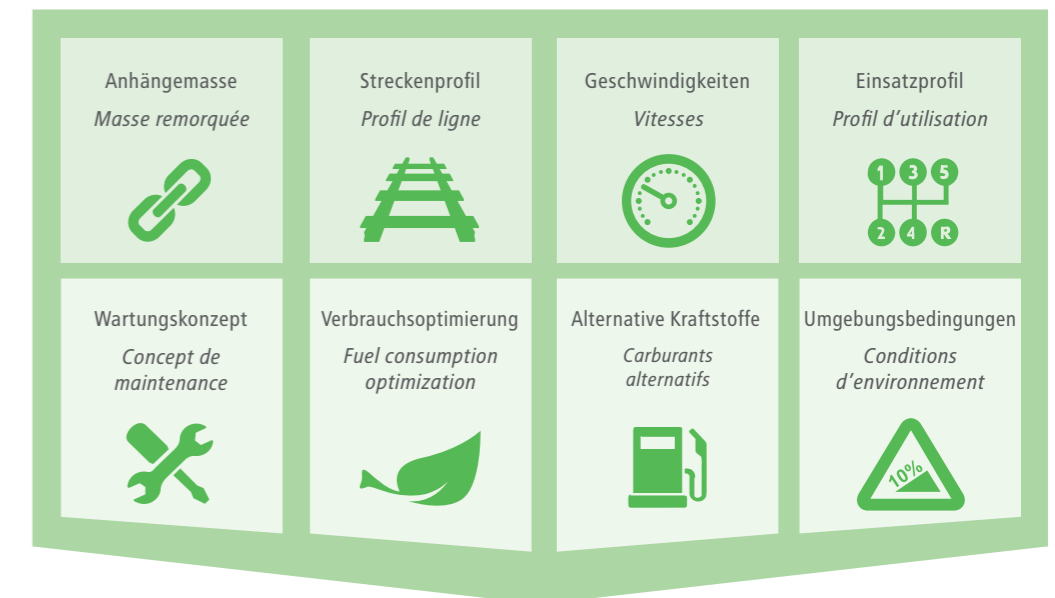 Anhängemasse
Masse remorquée
Streckenprofil
Profil de ligne
Geschwindigkeiten
Vitesses
Einsatzprofil
Profil d’utilisation
1 3 5
2 4 R
Wartungskonzept
Concept de
maintenance
Verbrauchsoptimierung
Fuel consumption
optimization
Alternative Kraftstoffe
Carburants
alternatifs
Umgebungsbedingungen
Conditions
d’environnement
10%